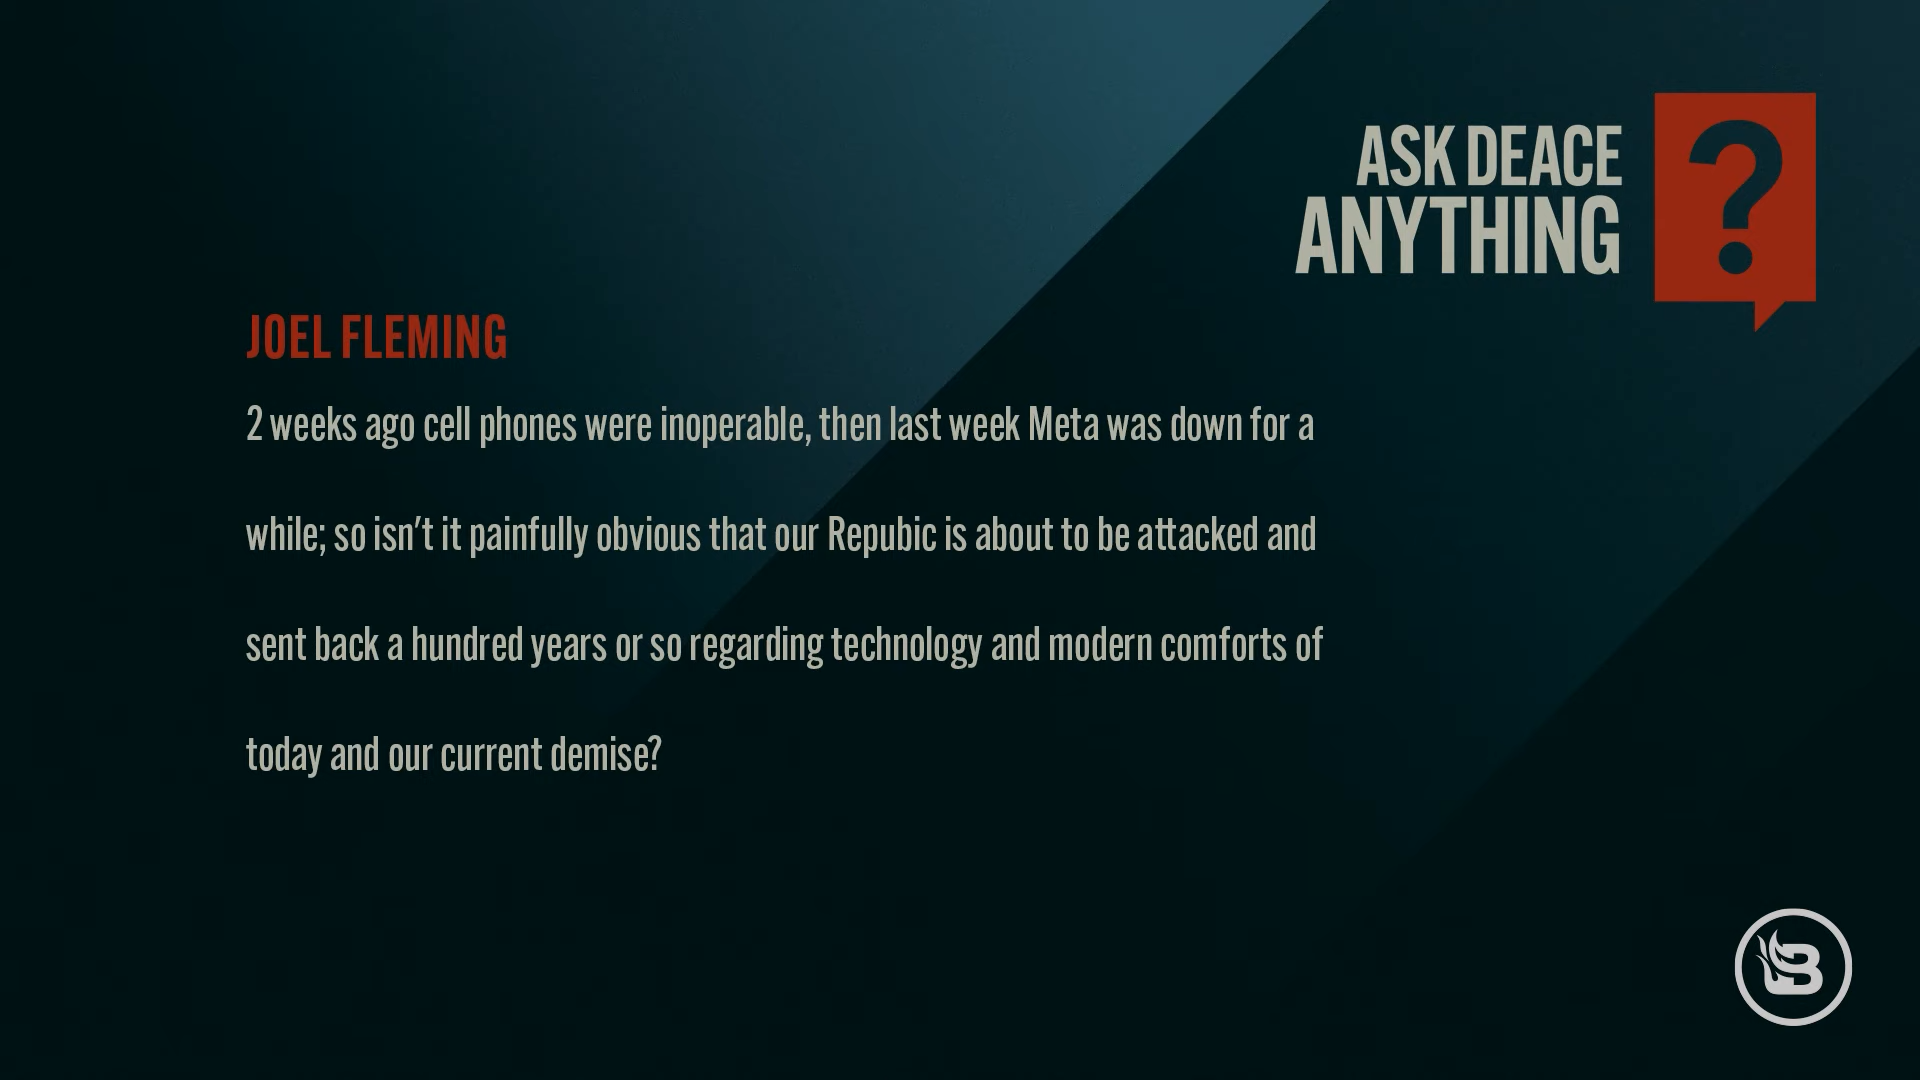 ASK DEACE
ANYTHING
?
JOEL FLEMING
2 weeks ago cell phones were inoperable, then last week Meta was down for a
while; so isn't it painfully obvious that our Repubic is about to be attacked and
sent back a hundred years or so regarding technology and modern comforts of
today and our current demise?
B